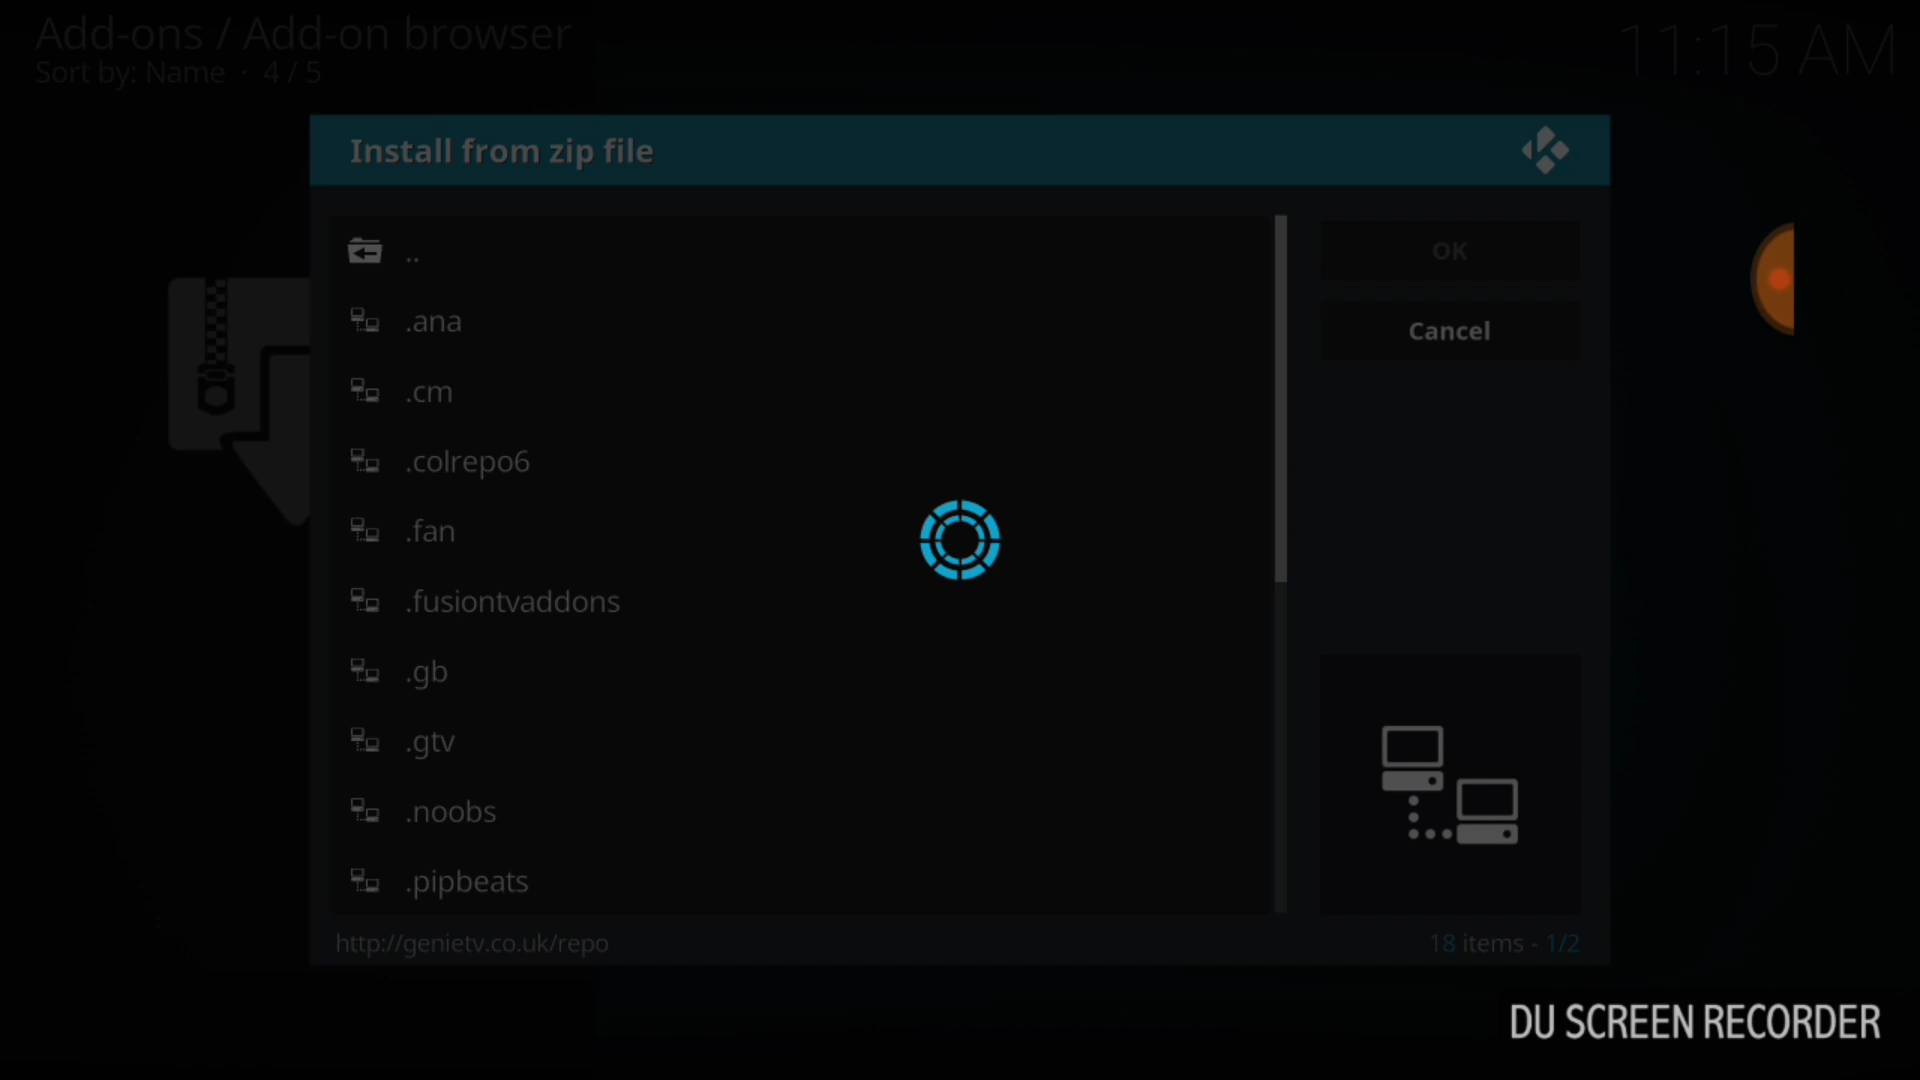 Add-ons / Add-on browser
Sort by: Name · 4 / 5
11:15 AM
Install from zip file
..
.ana
.cm
.colrepo6
.fan
.fusiontvaddons
.gb
.gtv
.noobs
.pipbeats
OK
Cancel
http://genietv.co.uk/repo
18 items - 1/2
DU SCREEN RECORDER